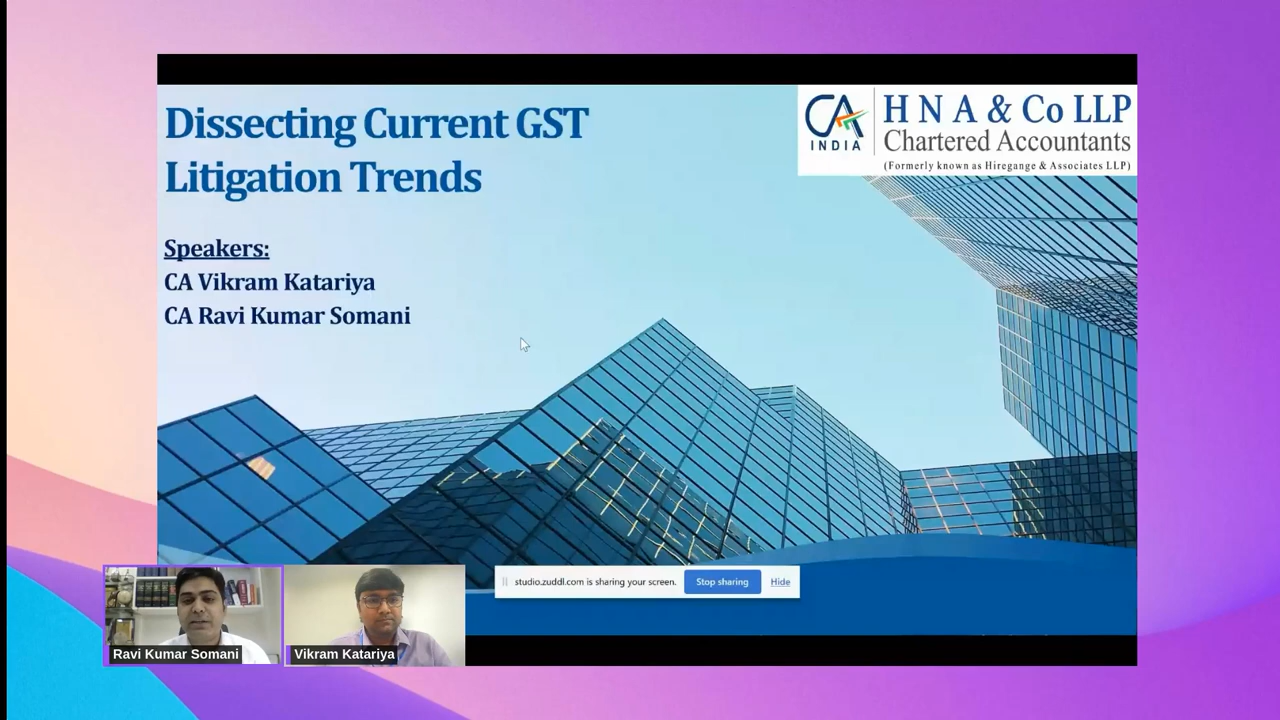 Dissecting Current GST
Litigation Trends
Speakers:
CA Vikram Katariya
CA Ravi Kumar Somani
CA
INDIA
H N A & Co LLP
Chartered Accountants
(Formerly known as Hiregange & Associates LLP)
studio.zuddl.com is sharing your screen.
Stop sharing
Hide
Ravi Kumar Somani
Vikram Katariya